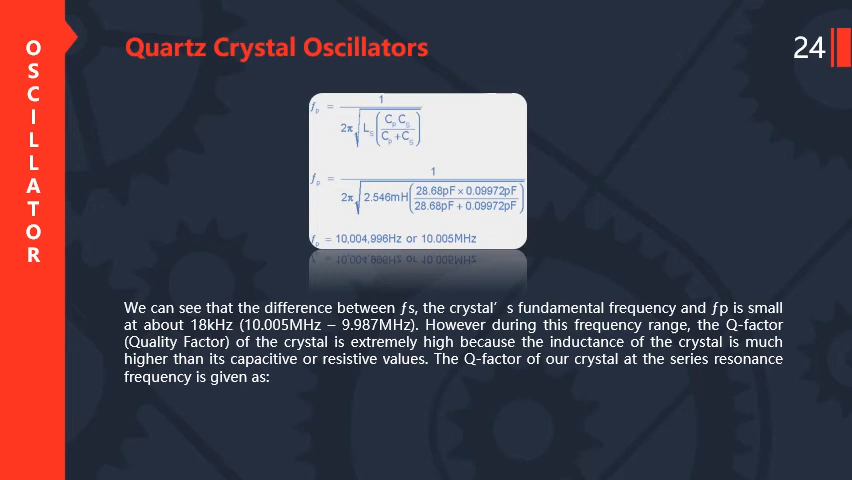 OSCILLATOR
Quartz Crystal Oscillators
24
fp = 1 / 2π√(Ls (Cp Cs / Cp + Cs))
fp = 1 / 2π√(2.546mH (28.68pF x 0.09972pF / 28.68pF + 0.09972pF))
fp = 10,004,996Hz or 10.005MHz
We can see that the difference between ƒs, the crystal’s fundamental frequency and ƒp is small
at about 18kHz (10.005MHz – 9.987MHz). However during this frequency range, the Q-factor
(Quality Factor) of the crystal is extremely high because the inductance of the crystal is much
higher than its capacitive or resistive values. The Q-factor of our crystal at the series resonance
frequency is given as: